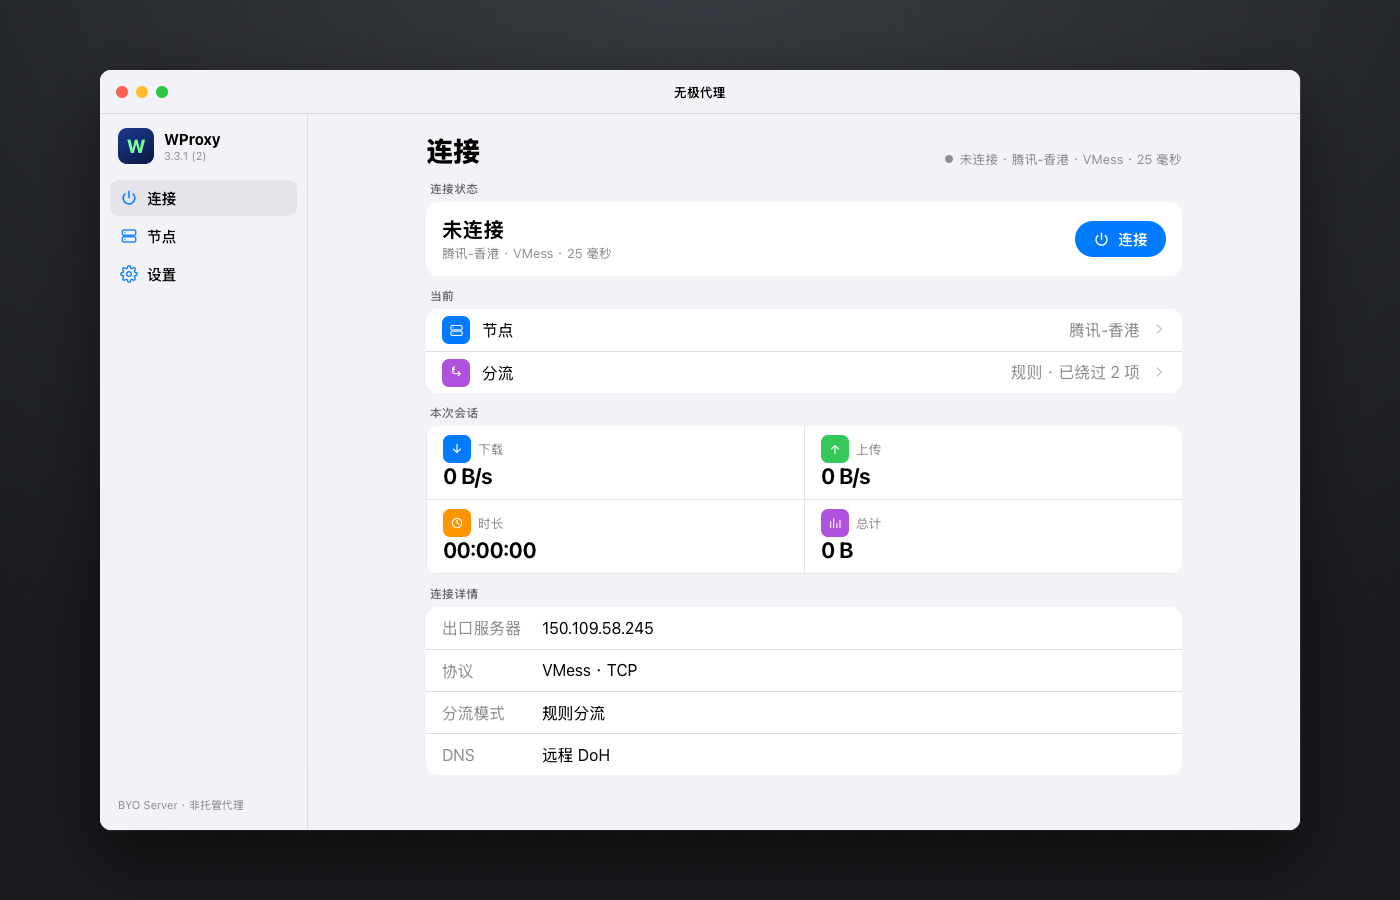 无极代理
W
WProxy
3.3.1 (2)
连接
节点
设置
BYO Server · 非托管代理
连接
未连接 · 腾讯-香港 · VMess · 25 毫秒
连接状态
未连接
腾讯-香港 · VMess · 25 毫秒
连接
当前
节点
腾讯-香港
分流
规则 · 已绕过 2 项
本次会话
下载
0 B/s
上传
0 B/s
时长
00:00:00
总计
0 B
连接详情
出口服务器 150.109.58.245
协议 VMess · TCP
分流模式 规则分流
DNS 远程 DoH